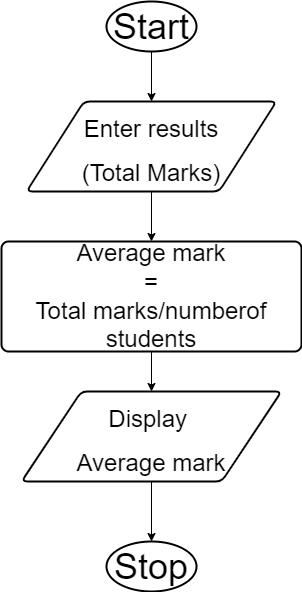 Start
Enter results
(Total Marks)
Average mark
=
Total marks/numberof
students
Display
Average mark
Stop